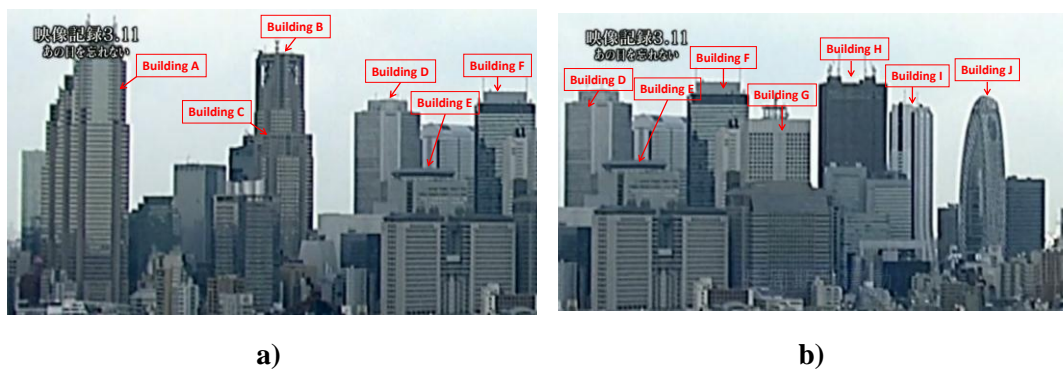 映像記録3.11
あの日を忘れない
Building A
Building B
Building C
Building D
Building E
Building F
a)
映像記録3.11
あの日を忘れない
Building D
Building E
Building F
Building G
Building H
Building I
Building J
b)